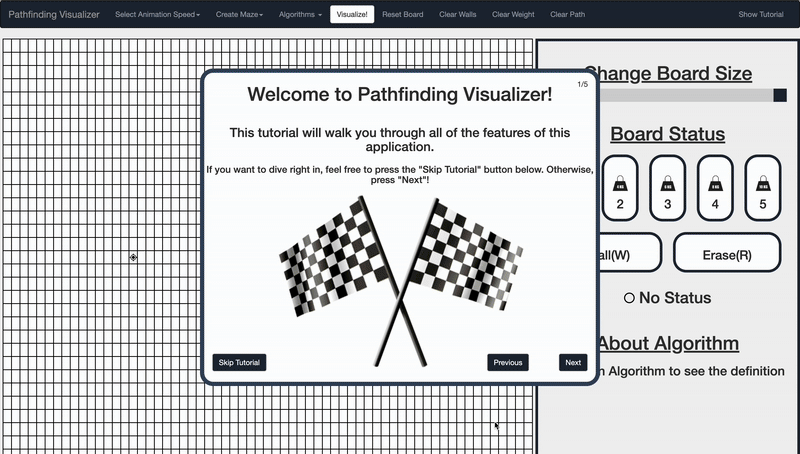 Pathfinding Visualizer Select Animation Speed Create Maze Algorithms Visualize! Reset Board Clear Walls Clear Weight Clear Path Show Tutorial
1/5
Welcome to Pathfinding Visualizer!
This tutorial will walk you through all of the features of this
application.
If you want to dive right in, feel free to press the "Skip Tutorial" button below. Otherwise,
press "Next"!
Skip Tutorial Previous Next
Change Board Size
Board Status
2 3 4 5
all(W) Erase(R)
No Status
About Algorithm
n Algorithm to see the definition